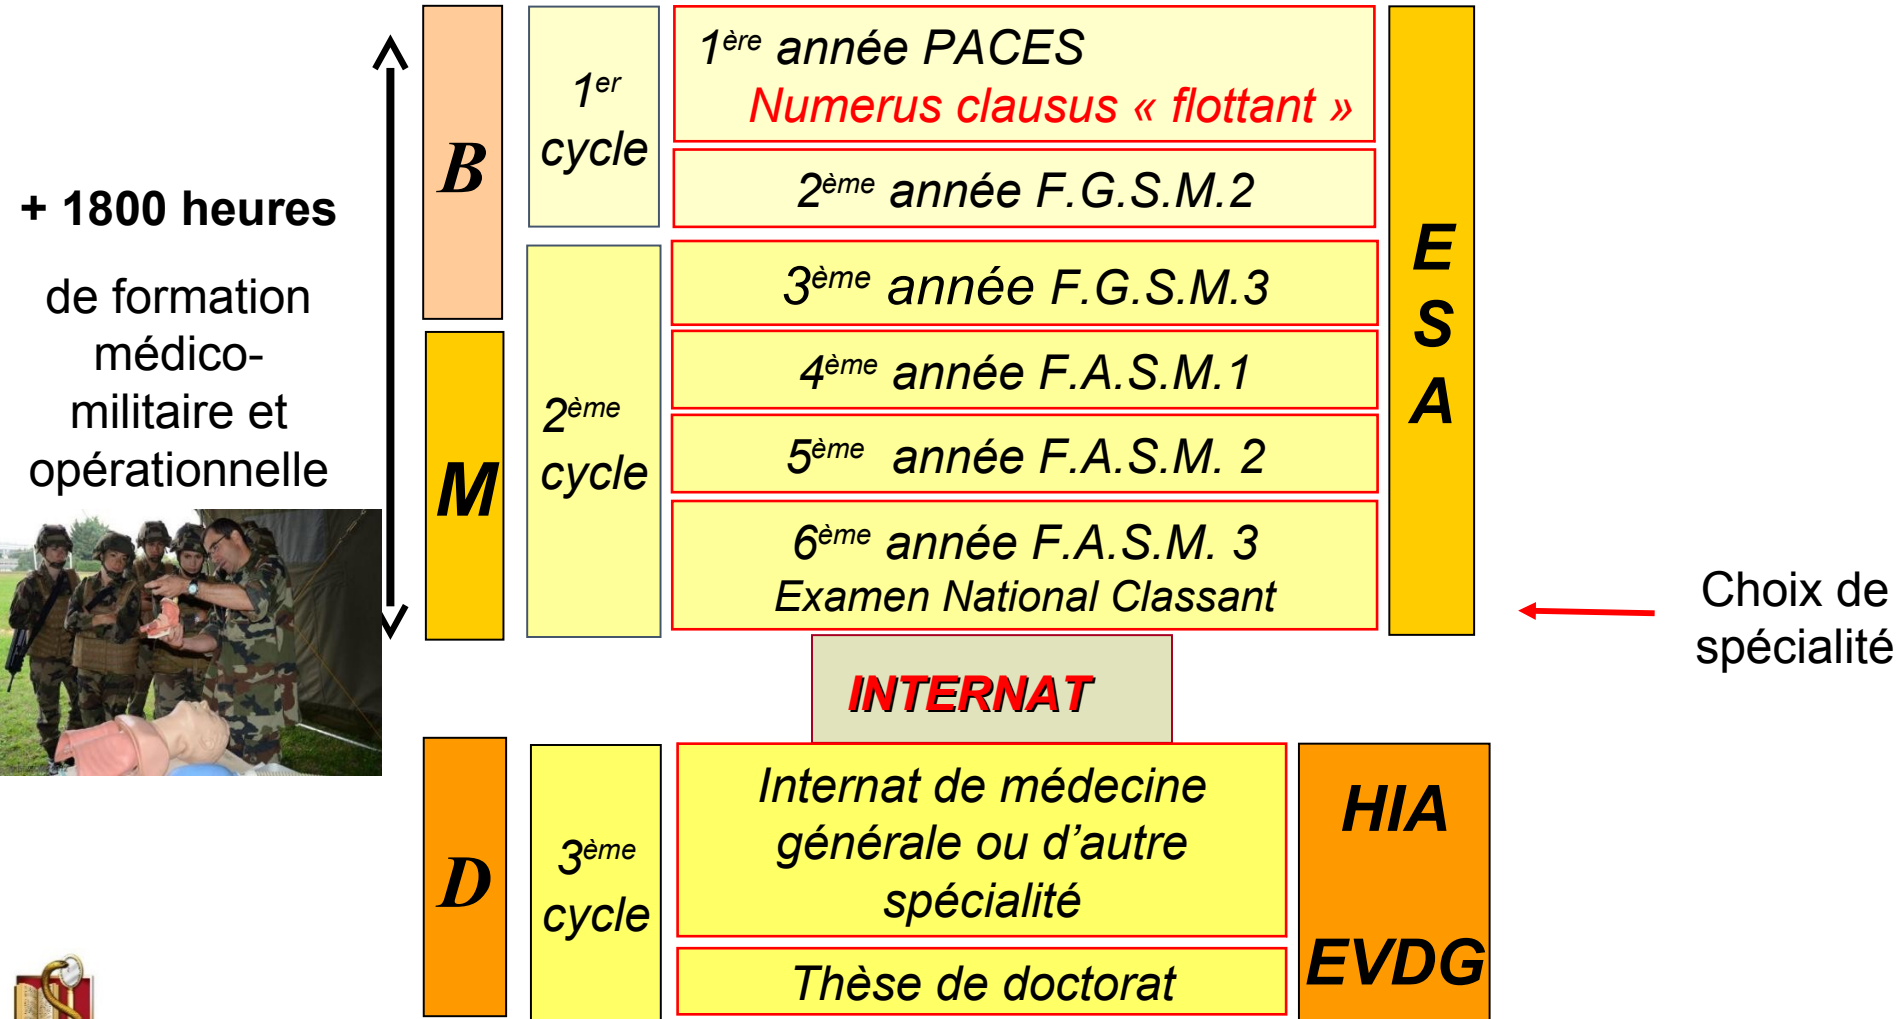 + 1800 heures
de formation
médico-
militaire et
opérationnelle
B
M
D
1er
cycle
2ème
cycle
3ème
cycle
1ère année PACES
Numerus clausus « flottant »
2ème année F.G.S.M.2
3ème année F.G.S.M.3
4ème année F.A.S.M.1
5ème année F.A.S.M. 2
6ème année F.A.S.M. 3
Examen National Classant
INTERNAT
Internat de médecine
générale ou d’autre
spécialité
Thèse de doctorat
E
S
A
HIA
EVDG
Choix de
spécialité